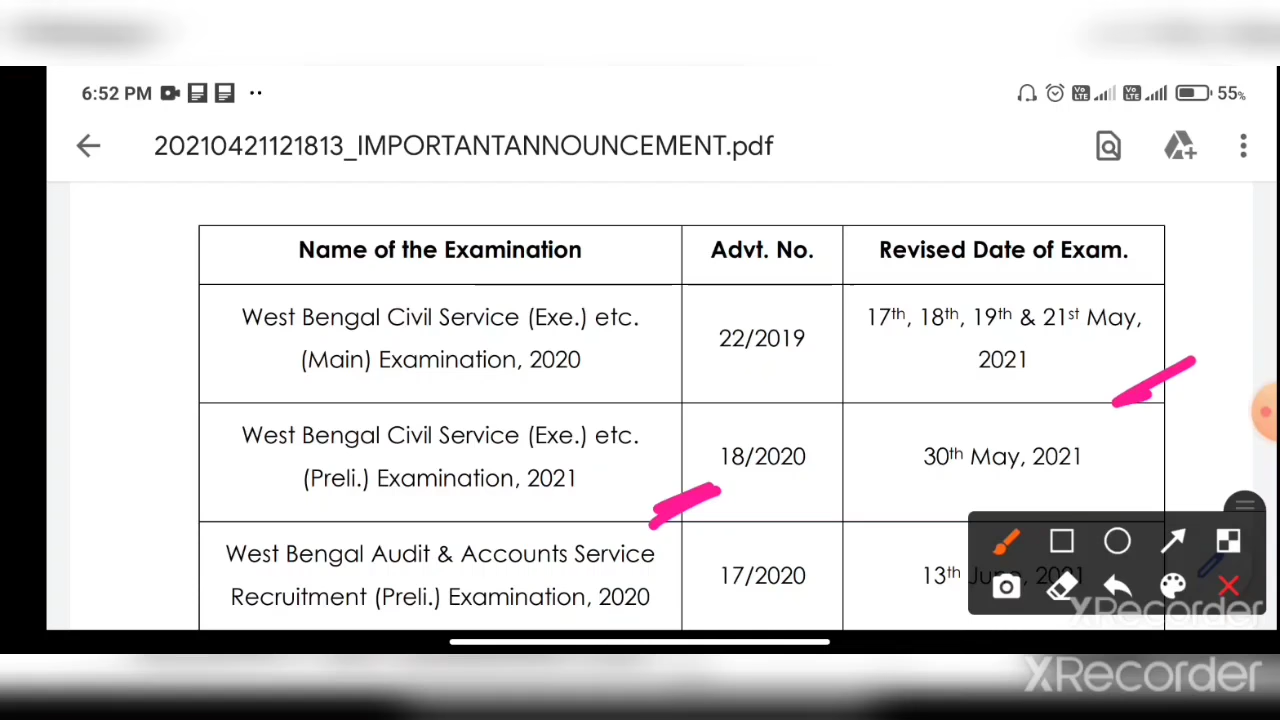 6:52 PM 55%
20210421121813_IMPORTANTANNOUNCEMENT.pdf
Name of the Examination Advt. No. Revised Date of Exam.
West Bengal Civil Service (Exe.) etc.
(Main) Examination, 2020
22/2019
17th, 18th, 19th & 21st May,
2021
West Bengal Civil Service (Exe.) etc.
(Preli.) Examination, 2021
18/2020
30th May, 2021
West Bengal Audit & Accounts Service
Recruitment (Preli.) Examination, 2020
17/2020
13th June, 2021
XRecorder
XRecorder